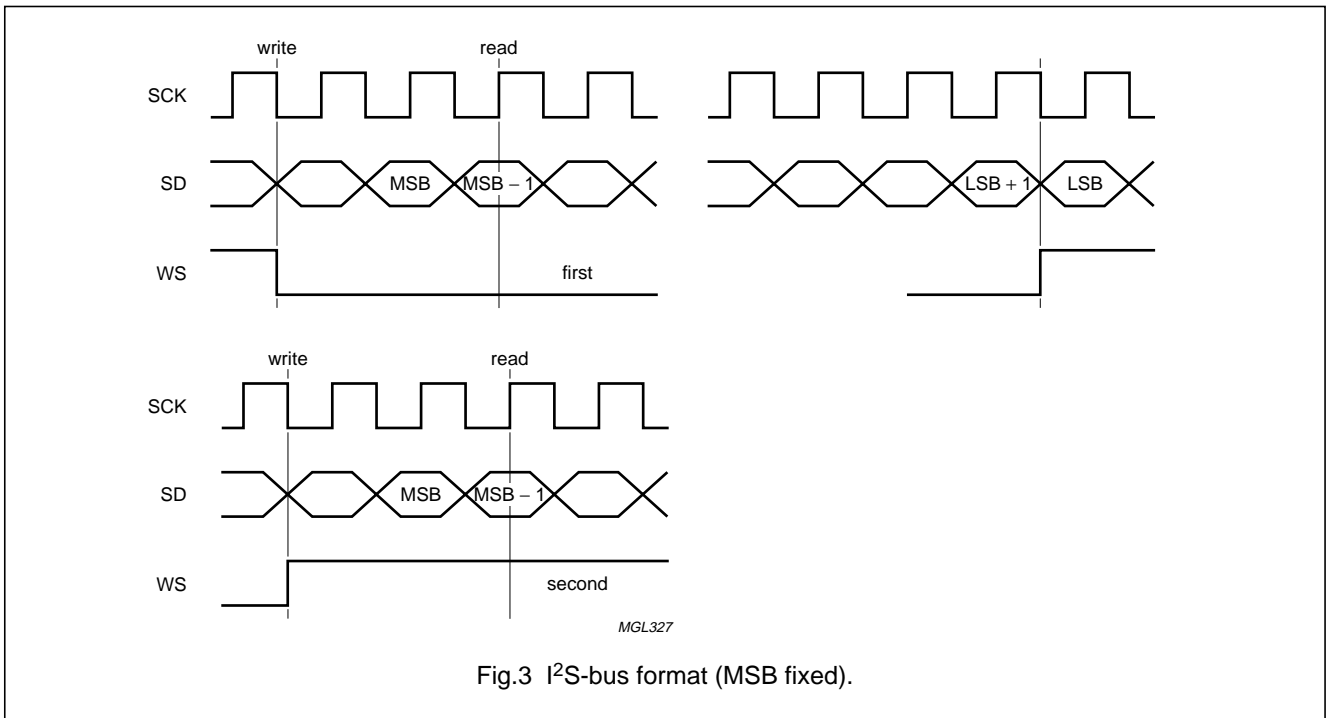 write read
SCK
SD MSB MSB – 1 LSB + 1 LSB
WS first
write read
SCK
SD MSB MSB – 1
WS second
MGL327
Fig.3 I²S-bus format (MSB fixed).